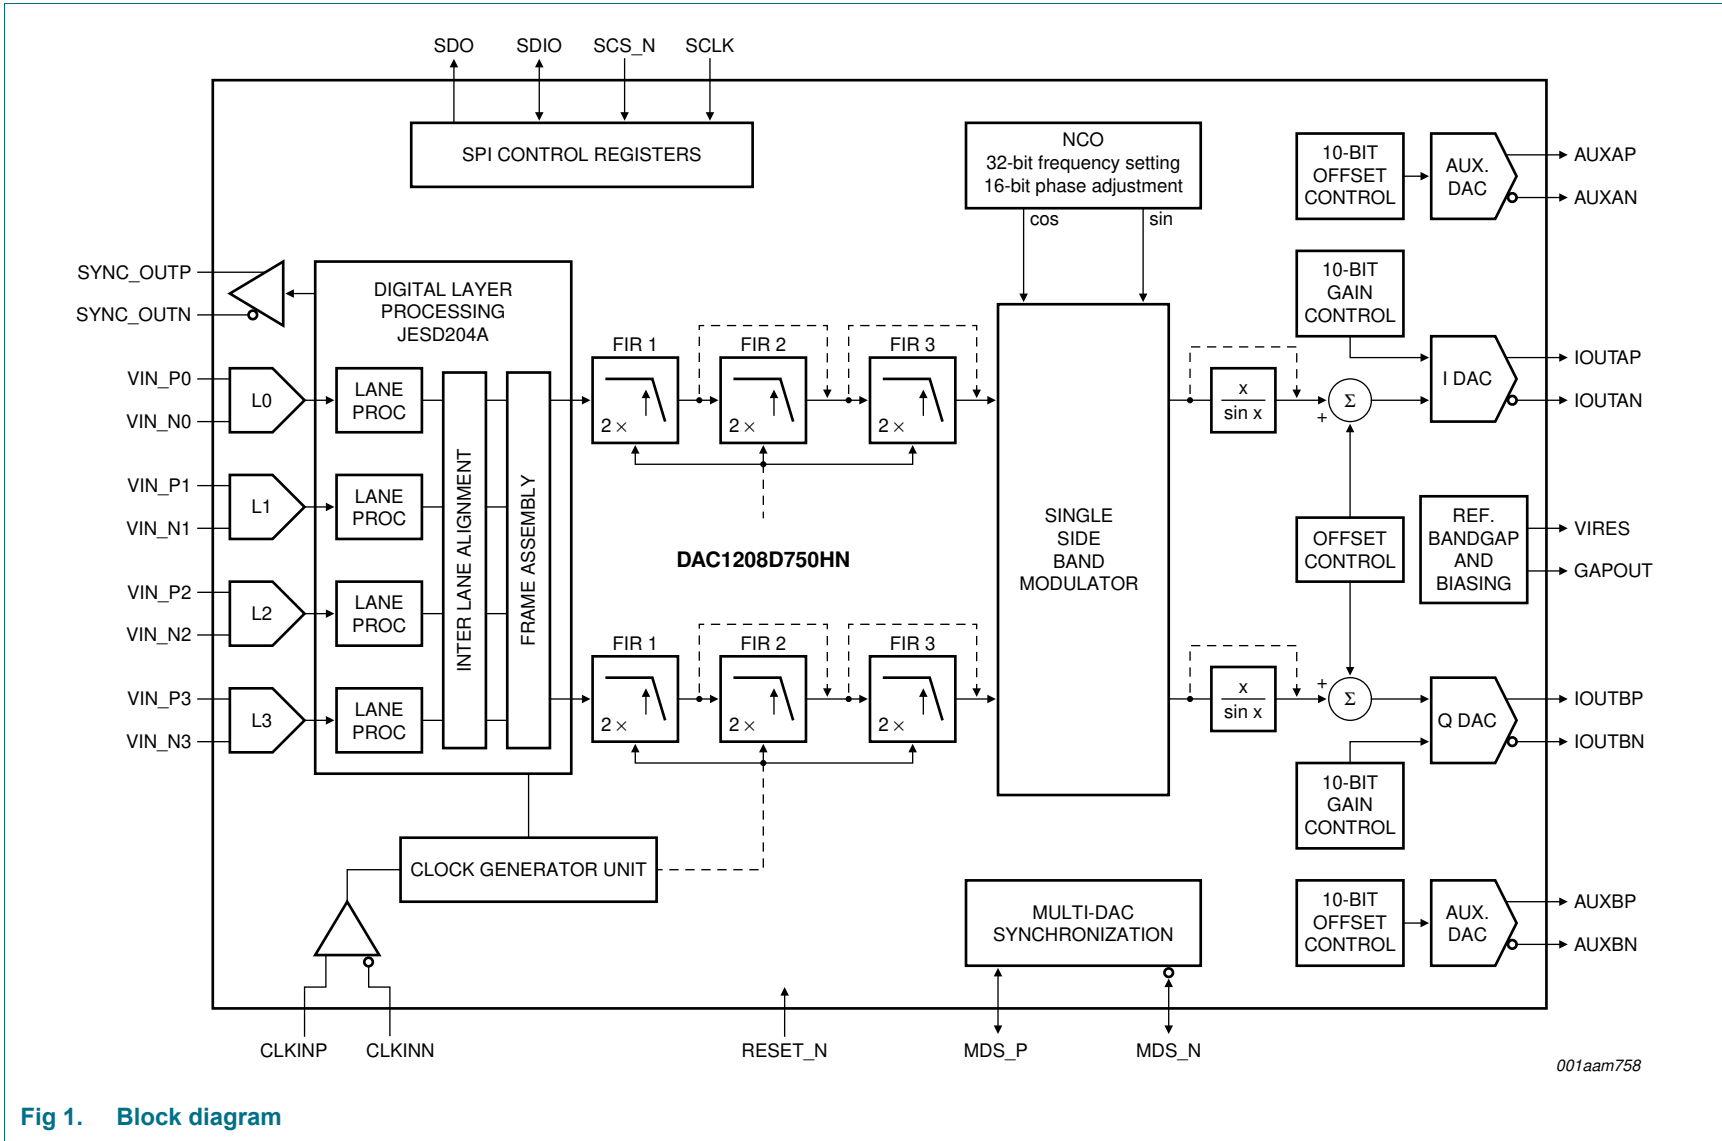 SDO
SDIO
SCS_N
SCLK
SPI CONTROL REGISTERS
NCO
32-bit frequency setting
16-bit phase adjustment
cos
sin
10-BIT
OFFSET
CONTROL
AUX.
DAC
AUXAP
AUXAN
SYNC_OUTP
SYNC_OUTN
DIGITAL LAYER
PROCESSING
JESD204A
10-BIT
GAIN
CONTROL
VIN_P0
VIN_N0
L0
LANE
PROC
FIR 1
2 ×
FIR 2
2 ×
FIR 3
2 ×
x
sin x
+
Σ
I DAC
IOUTAP
IOUTAN
VIN_P1
VIN_N1
L1
LANE
PROC
INTER LANE ALIGNMENT
FRAME ASSEMBLY
DAC1208D750HN
SINGLE
SIDE
BAND
MODULATOR
OFFSET
CONTROL
REF.
BANDGAP
AND
BIASING
VIRES
GAPOUT
VIN_P2
VIN_N2
L2
LANE
PROC
VIN_P3
VIN_N3
L3
LANE
PROC
FIR 1
2 ×
FIR 2
2 ×
FIR 3
2 ×
x
sin x
+
Σ
Q DAC
IOUTBP
IOUTBN
10-BIT
GAIN
CONTROL
CLOCK GENERATOR UNIT
MULTI-DAC
SYNCHRONIZATION
10-BIT
OFFSET
CONTROL
AUX.
DAC
AUXBP
AUXBN
CLKINP
CLKINN
RESET_N
MDS_P
MDS_N
001aam758
Fig 1. Block diagram